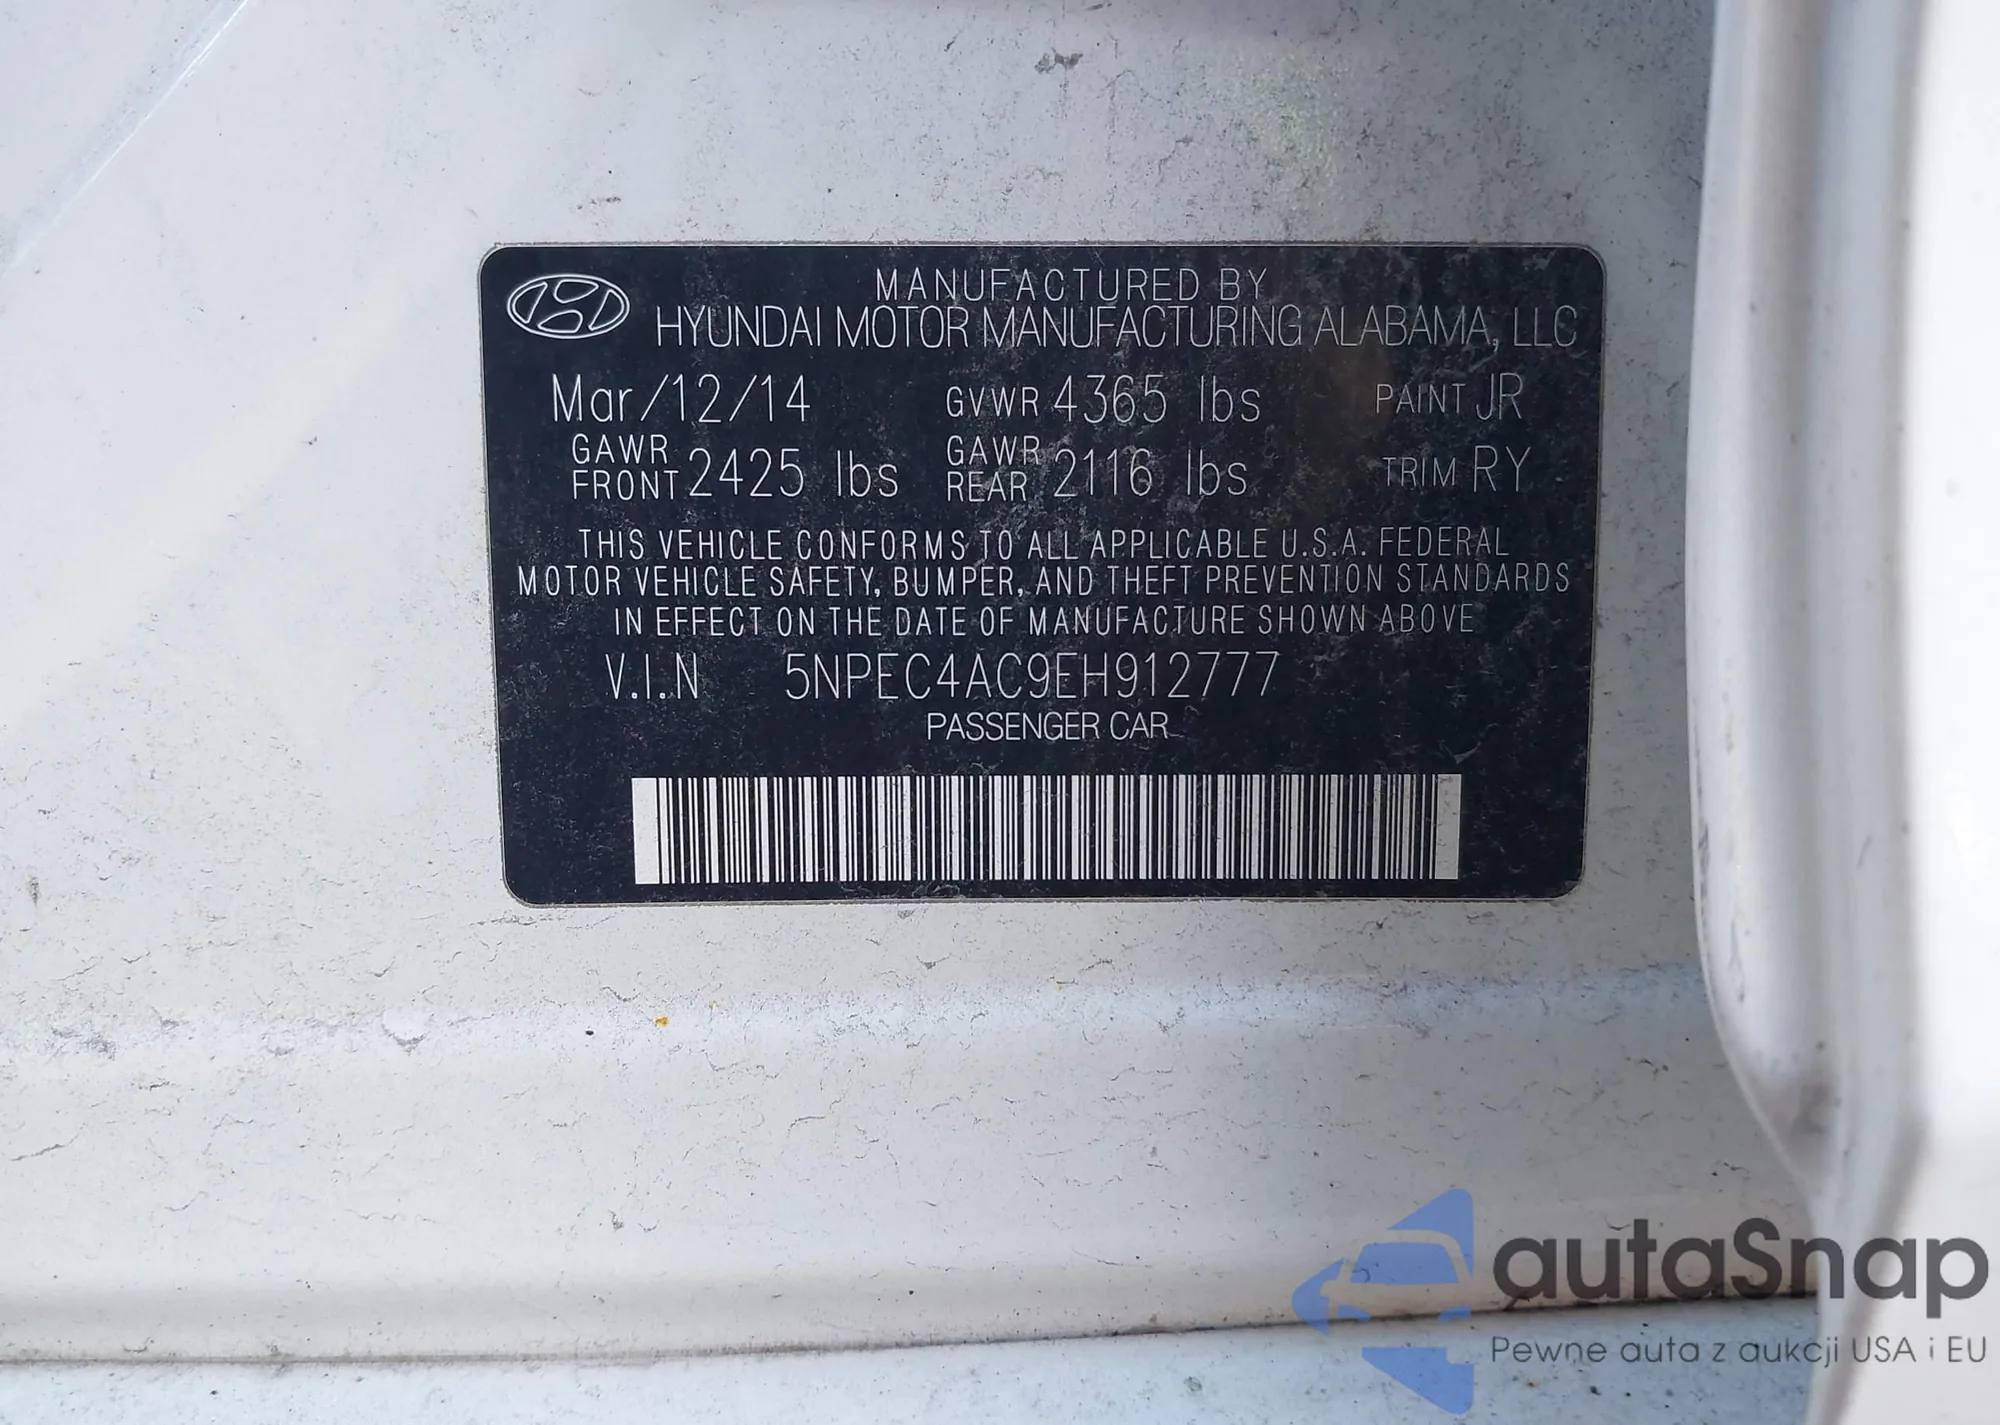 MANUFACTURED BY
HYUNDAI MOTOR MANUFACTURING ALABAMA, LLC
Mar/12/14 GVWR 4365 lbs PAINT JR
GAWR FRONT 2425 lbs GAWR REAR 2116 lbs TRIM RY
THIS VEHICLE CONFORMS TO ALL APPLICABLE U.S.A. FEDERAL
MOTOR VEHICLE SAFETY, BUMPER, AND THEFT PREVENTION STANDARDS
IN EFFECT ON THE DATE OF MANUFACTURE SHOWN ABOVE
V.I.N 5NPEC4AC9EH912777
PASSENGER CAR
autaSnap
Pewne auta z aukcji USA i EU